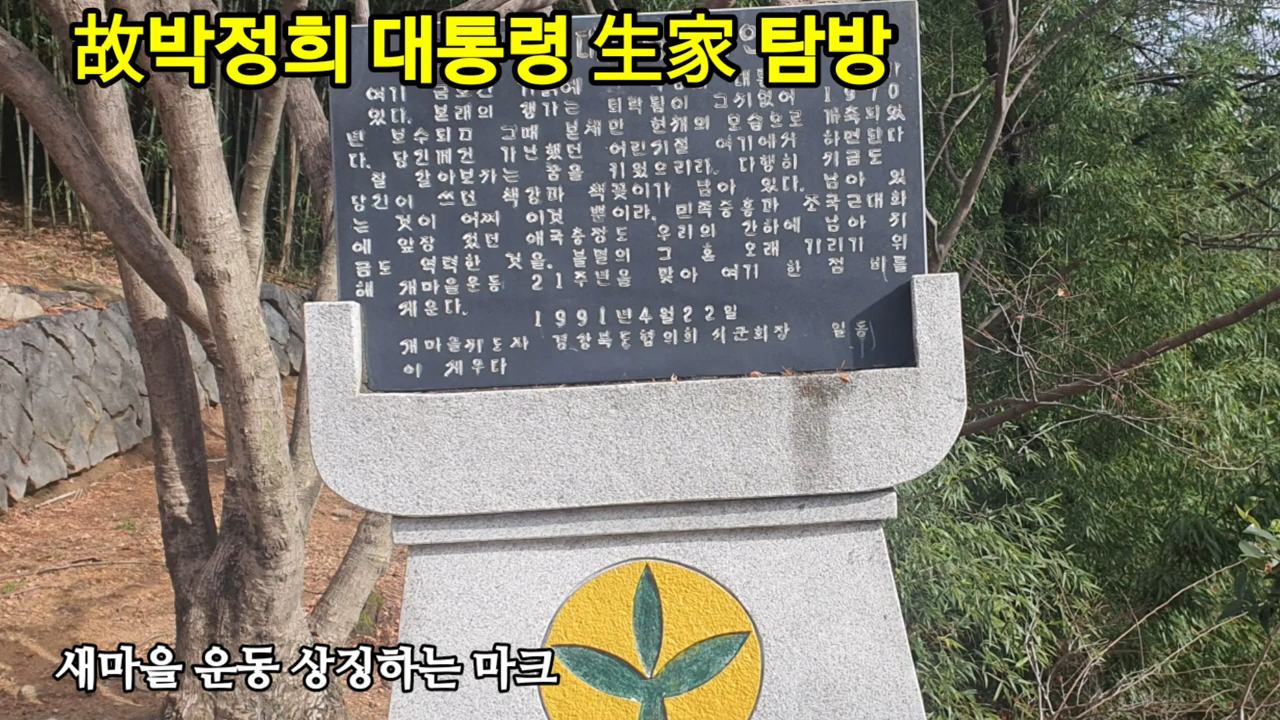 故박정희 대통령 生家 탐방
여기
있다. 본래의 행가는 퇴락됨이 그지없어 1970
년 보수되고 그때 본채만 현재의 모습으로 개축되었
다. 당신께선 가난했던 어린시절 여기에서 하면된다
잘 살아보자는 꿈을 키웠으리라. 다행히 지금도
당신이 쓰던 책상과 책꽂이가 남아 있다. 남아 있
는 것이 어찌 이것 뿐이랴. 민족중흥과 조국근대화
에 앞장 섰던 애국충정도 우리의 산하에 남아 지
금도 역력한 것을. 불멸의 그 혼 오래 기리기 위
해 새마을운동 21주년을 맞아 여기 한 점 비를
세운다.
1991년4월22일
새마을지도자 경상북도협의회 시군회장 일동
이 세우다
새마을 운동 상징하는 마크